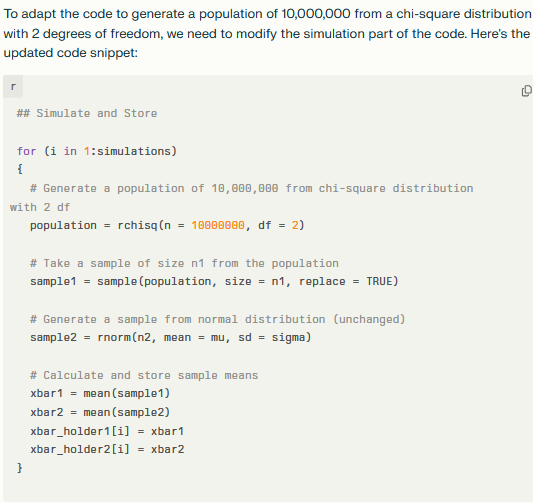 To adapt the code to generate a population of 10,000,000 from a chi-square distribution
with 2 degrees of freedom, we need to modify the simulation part of the code. Here's the
updated code snippet:
r
## Simulate and Store
for (i in 1:simulations)
{
# Generate a population of 10,000,000 from chi-square distribution
with 2 df
population = rchisq(n = 10000000, df = 2)
# Take a sample of size n1 from the population
sample1 = sample(population, size = n1, replace = TRUE)
# Generate a sample from normal distribution (unchanged)
sample2 = rnorm(n2, mean = mu, sd = sigma)
# Calculate and store sample means
xbar1 = mean(sample1)
xbar2 = mean(sample2)
xbar_holder1[i] = xbar1
xbar_holder2[i] = xbar2
}